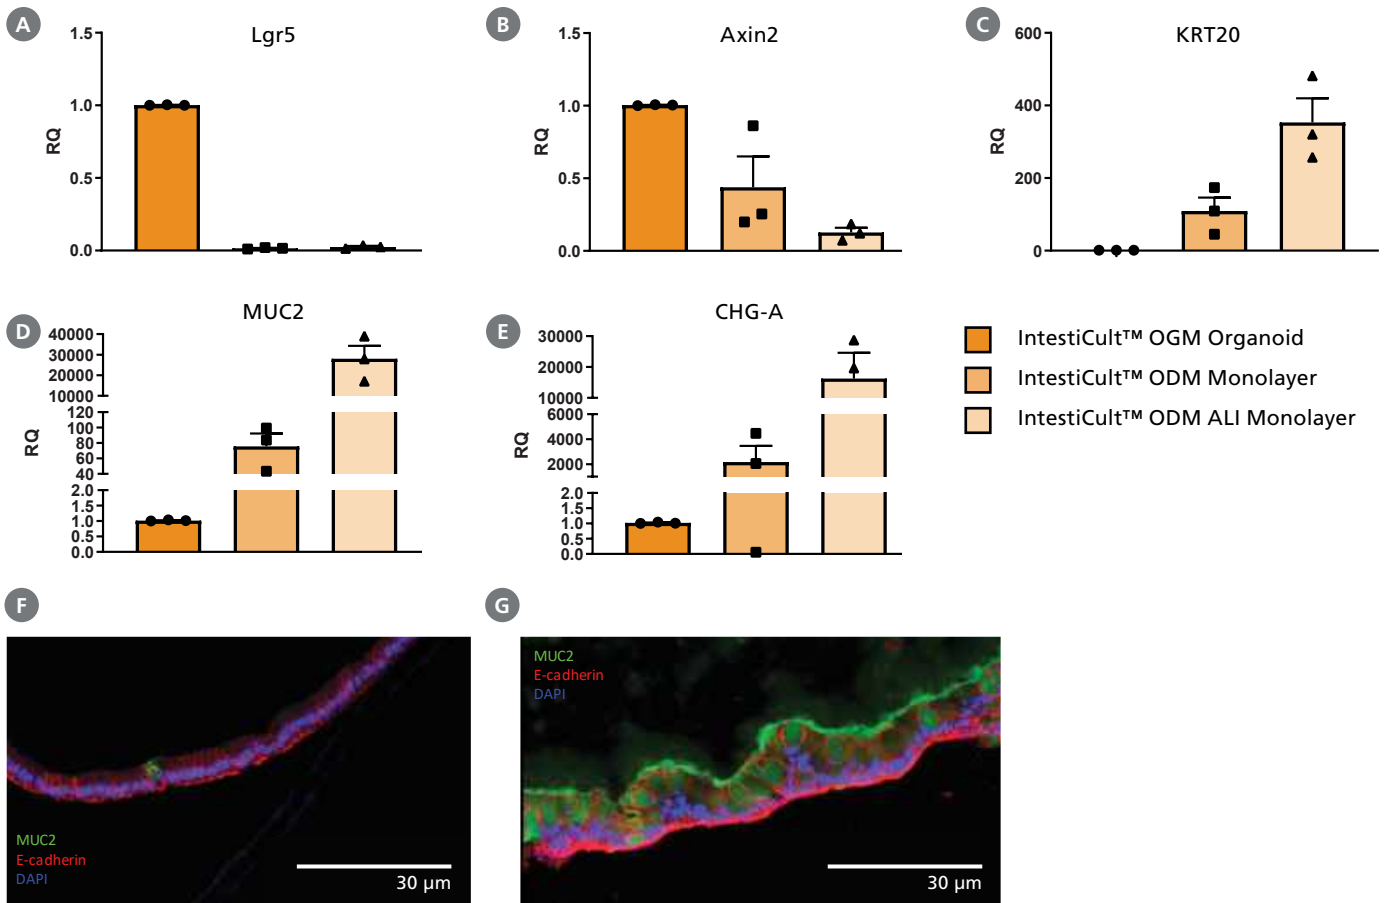 A
Lgr5
1.5
1.0
0.5
0.0
RQ
B
Axin2
1.5
1.0
0.5
0.0
RQ
C
KRT20
600
400
200
0
RQ
D
MUC2
40000
30000
20000
10000
120
100
80
60
40
2.0
1.5
1.0
0.5
0.0
RQ
E
CHG-A
30000
20000
10000
6000
4000
2000
2.0
1.5
1.0
0.5
0.0
RQ
IntestiCult™ OGM Organoid
IntestiCult™ ODM Monolayer
IntestiCult™ ODM ALI Monolayer
F
MUC2
E-cadherin
DAPI
30 µm
G
MUC2
E-cadherin
DAPI
30 µm